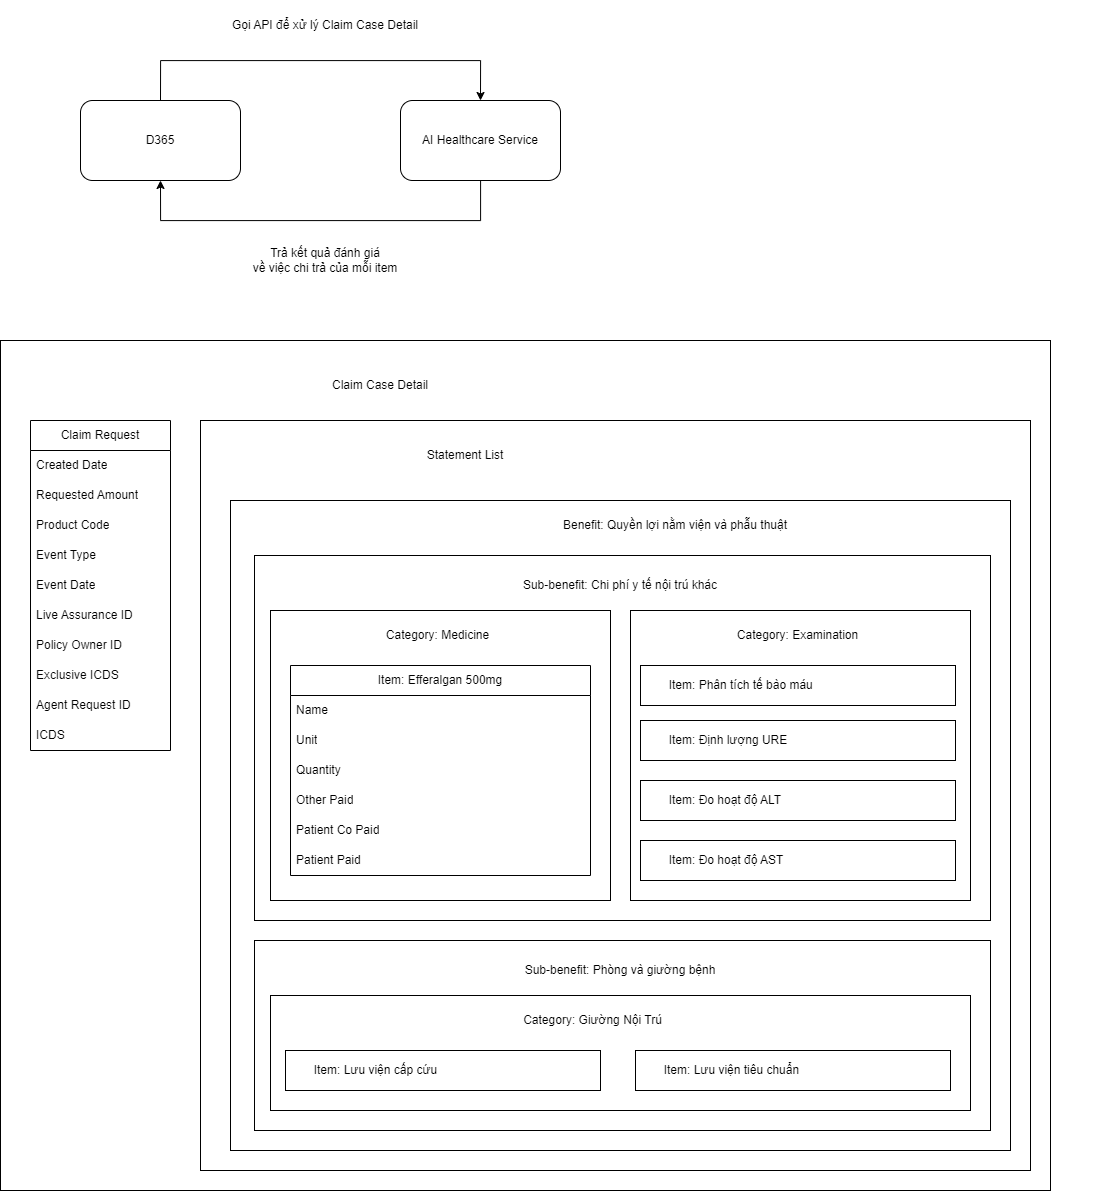 Gọi API để xử lý Claim Case Detail
D365
AI Healthcare Service
Trả kết quả đánh giá
về việc chi trả của mỗi item
Claim Case Detail
Claim Request
Created Date
Requested Amount
Product Code
Event Type
Event Date
Live Assurance ID
Policy Owner ID
Exclusive ICDS
Agent Request ID
ICDS
Statement List
Benefit: Quyền lợi nằm viện và phẫu thuật
Sub-benefit: Chi phí y tế nội trú khác
Category: Medicine
Item: Efferalgan 500mg
Name
Unit
Quantity
Other Paid
Patient Co Paid
Patient Paid
Category: Examination
Item: Phân tích tế bảo máu
Item: Định lượng URE
Item: Đo hoạt độ ALT
Item: Đo hoạt độ AST
Sub-benefit: Phòng và giường bệnh
Category: Giường Nội Trú
Item: Lưu viện cấp cứu
Item: Lưu viện tiêu chuẩn